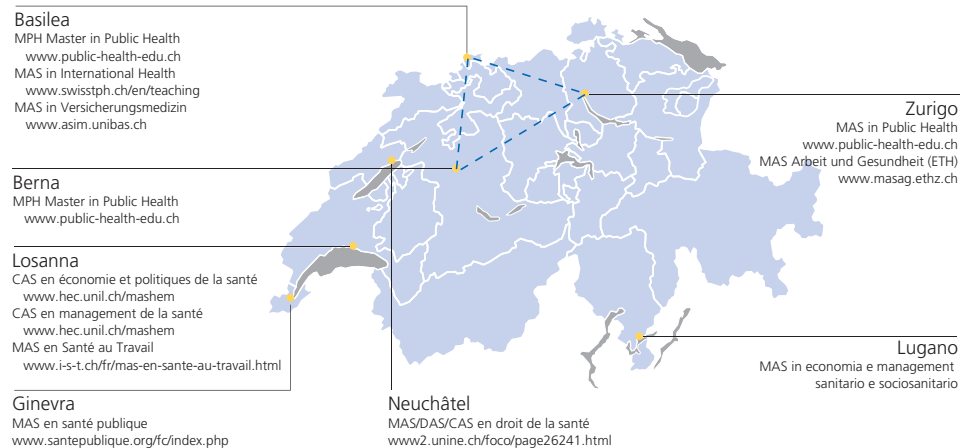 Basilea
MPH Master in Public Health
www.public-health-edu.ch
MAS in International Health
www.swisstph.ch/en/teaching
MAS in Versicherungsmedizin
www.asim.unibas.ch
Zurigo
MAS in Public Health
www.public-health-edu.ch
MAS Arbeit und Gesundheit (ETH)
www.masag.ethz.ch
Berna
MPH Master in Public Health
www.public-health-edu.ch
Losanna
CAS en économie et politiques de la santé
www.hec.unil.ch/mashem
CAS en management de la santé
www.hec.unil.ch/mashem
MAS en Santé au Travail
www.i-s-t.ch/fr/mas-en-sante-au-travail.html
Lugano
MAS in economia e management
sanitario e sociosanitario
Ginevra
MAS en santé publique
www.santepublique.org/fc/index.php
Neuchâtel
MAS/DAS/CAS en droit de la santé
www2.unine.ch/foco/page26241.html